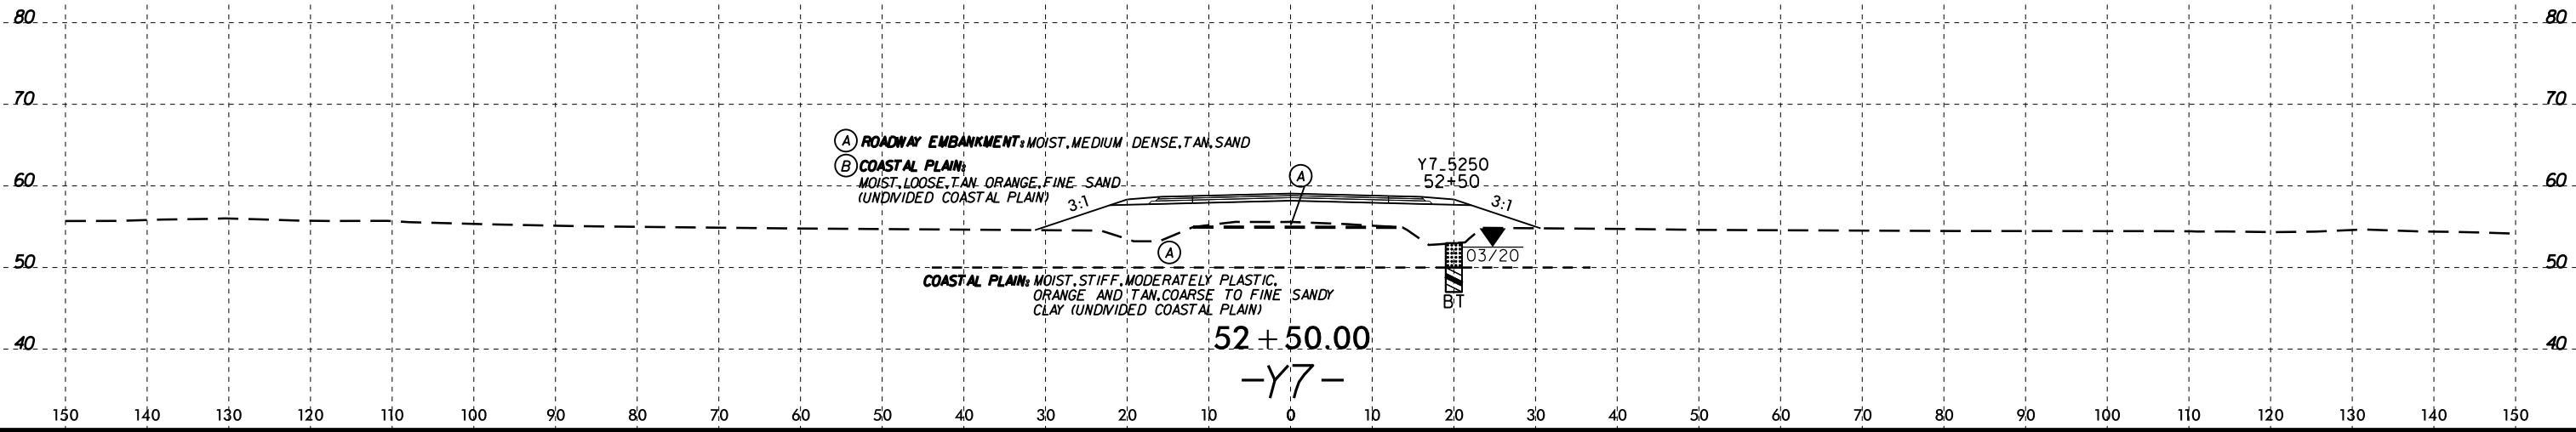 80 80
70 70
A ROADWAY EMBANKMENT: MOIST, MEDIUM DENSE, TAN, SAND
B COASTAL PLAIN:
MOIST, LOOSE, TAN ORANGE, FINE SAND
(UNDIVIDED COASTAL PLAIN)
Y7_5250
52+50
A
60 60
3:1 3:1
A
03/20
50 50
COASTAL PLAIN: MOIST, STIFF, MODERATELY PLASTIC,
ORANGE AND TAN, COARSE TO FINE SANDY
CLAY (UNDIVIDED COASTAL PLAIN)
BT
52+50.00
40 40
-Y7-
150 140 130 120 110 100 90 80 70 60 50 40 30 20 10 0 10 20 30 40 50 60 70 80 90 100 110 120 130 140 150